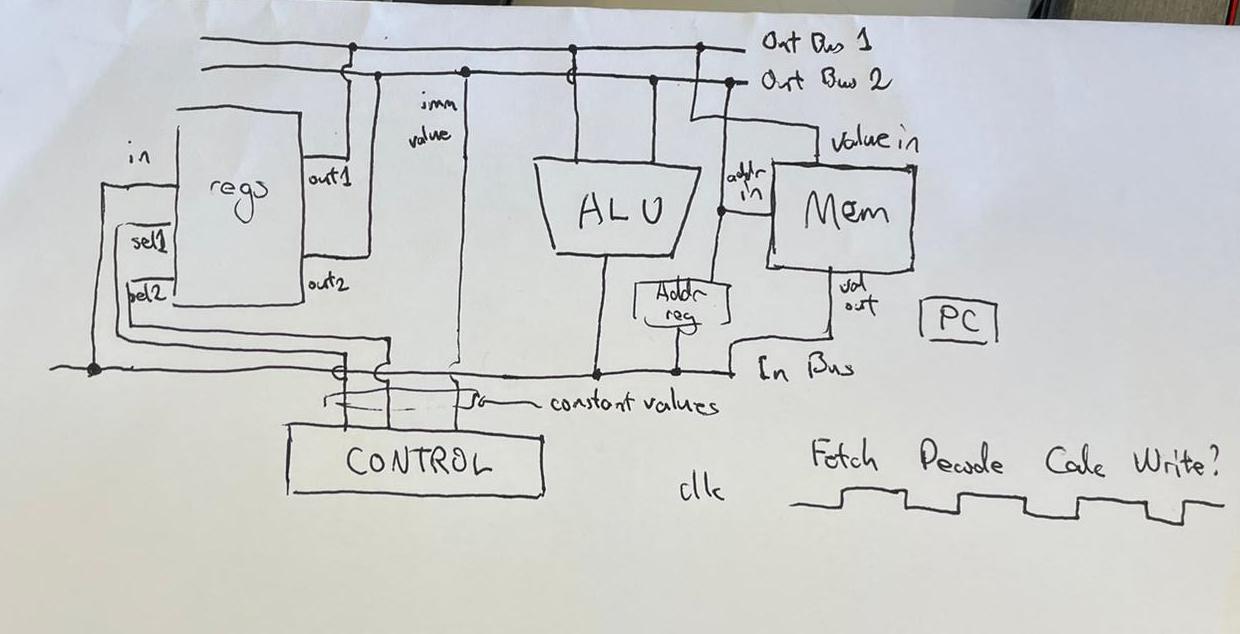 Out Bus 1
Out Bus 2
imm
value
in
regs
out1
sel1
sel2
out2
ALU
addr
in
value in
Mem
val
out
Addr
reg
PC
In Bus
constant values
CONTROL
clk
Fetch Decode Calc Write?